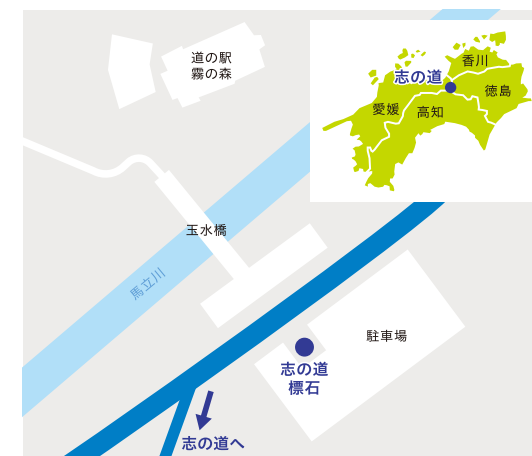 道の駅
霧の森
香川
志の道
徳島
愛媛
高知
玉水橋
馬立川
駐車場
志の道
標石
志の道へ